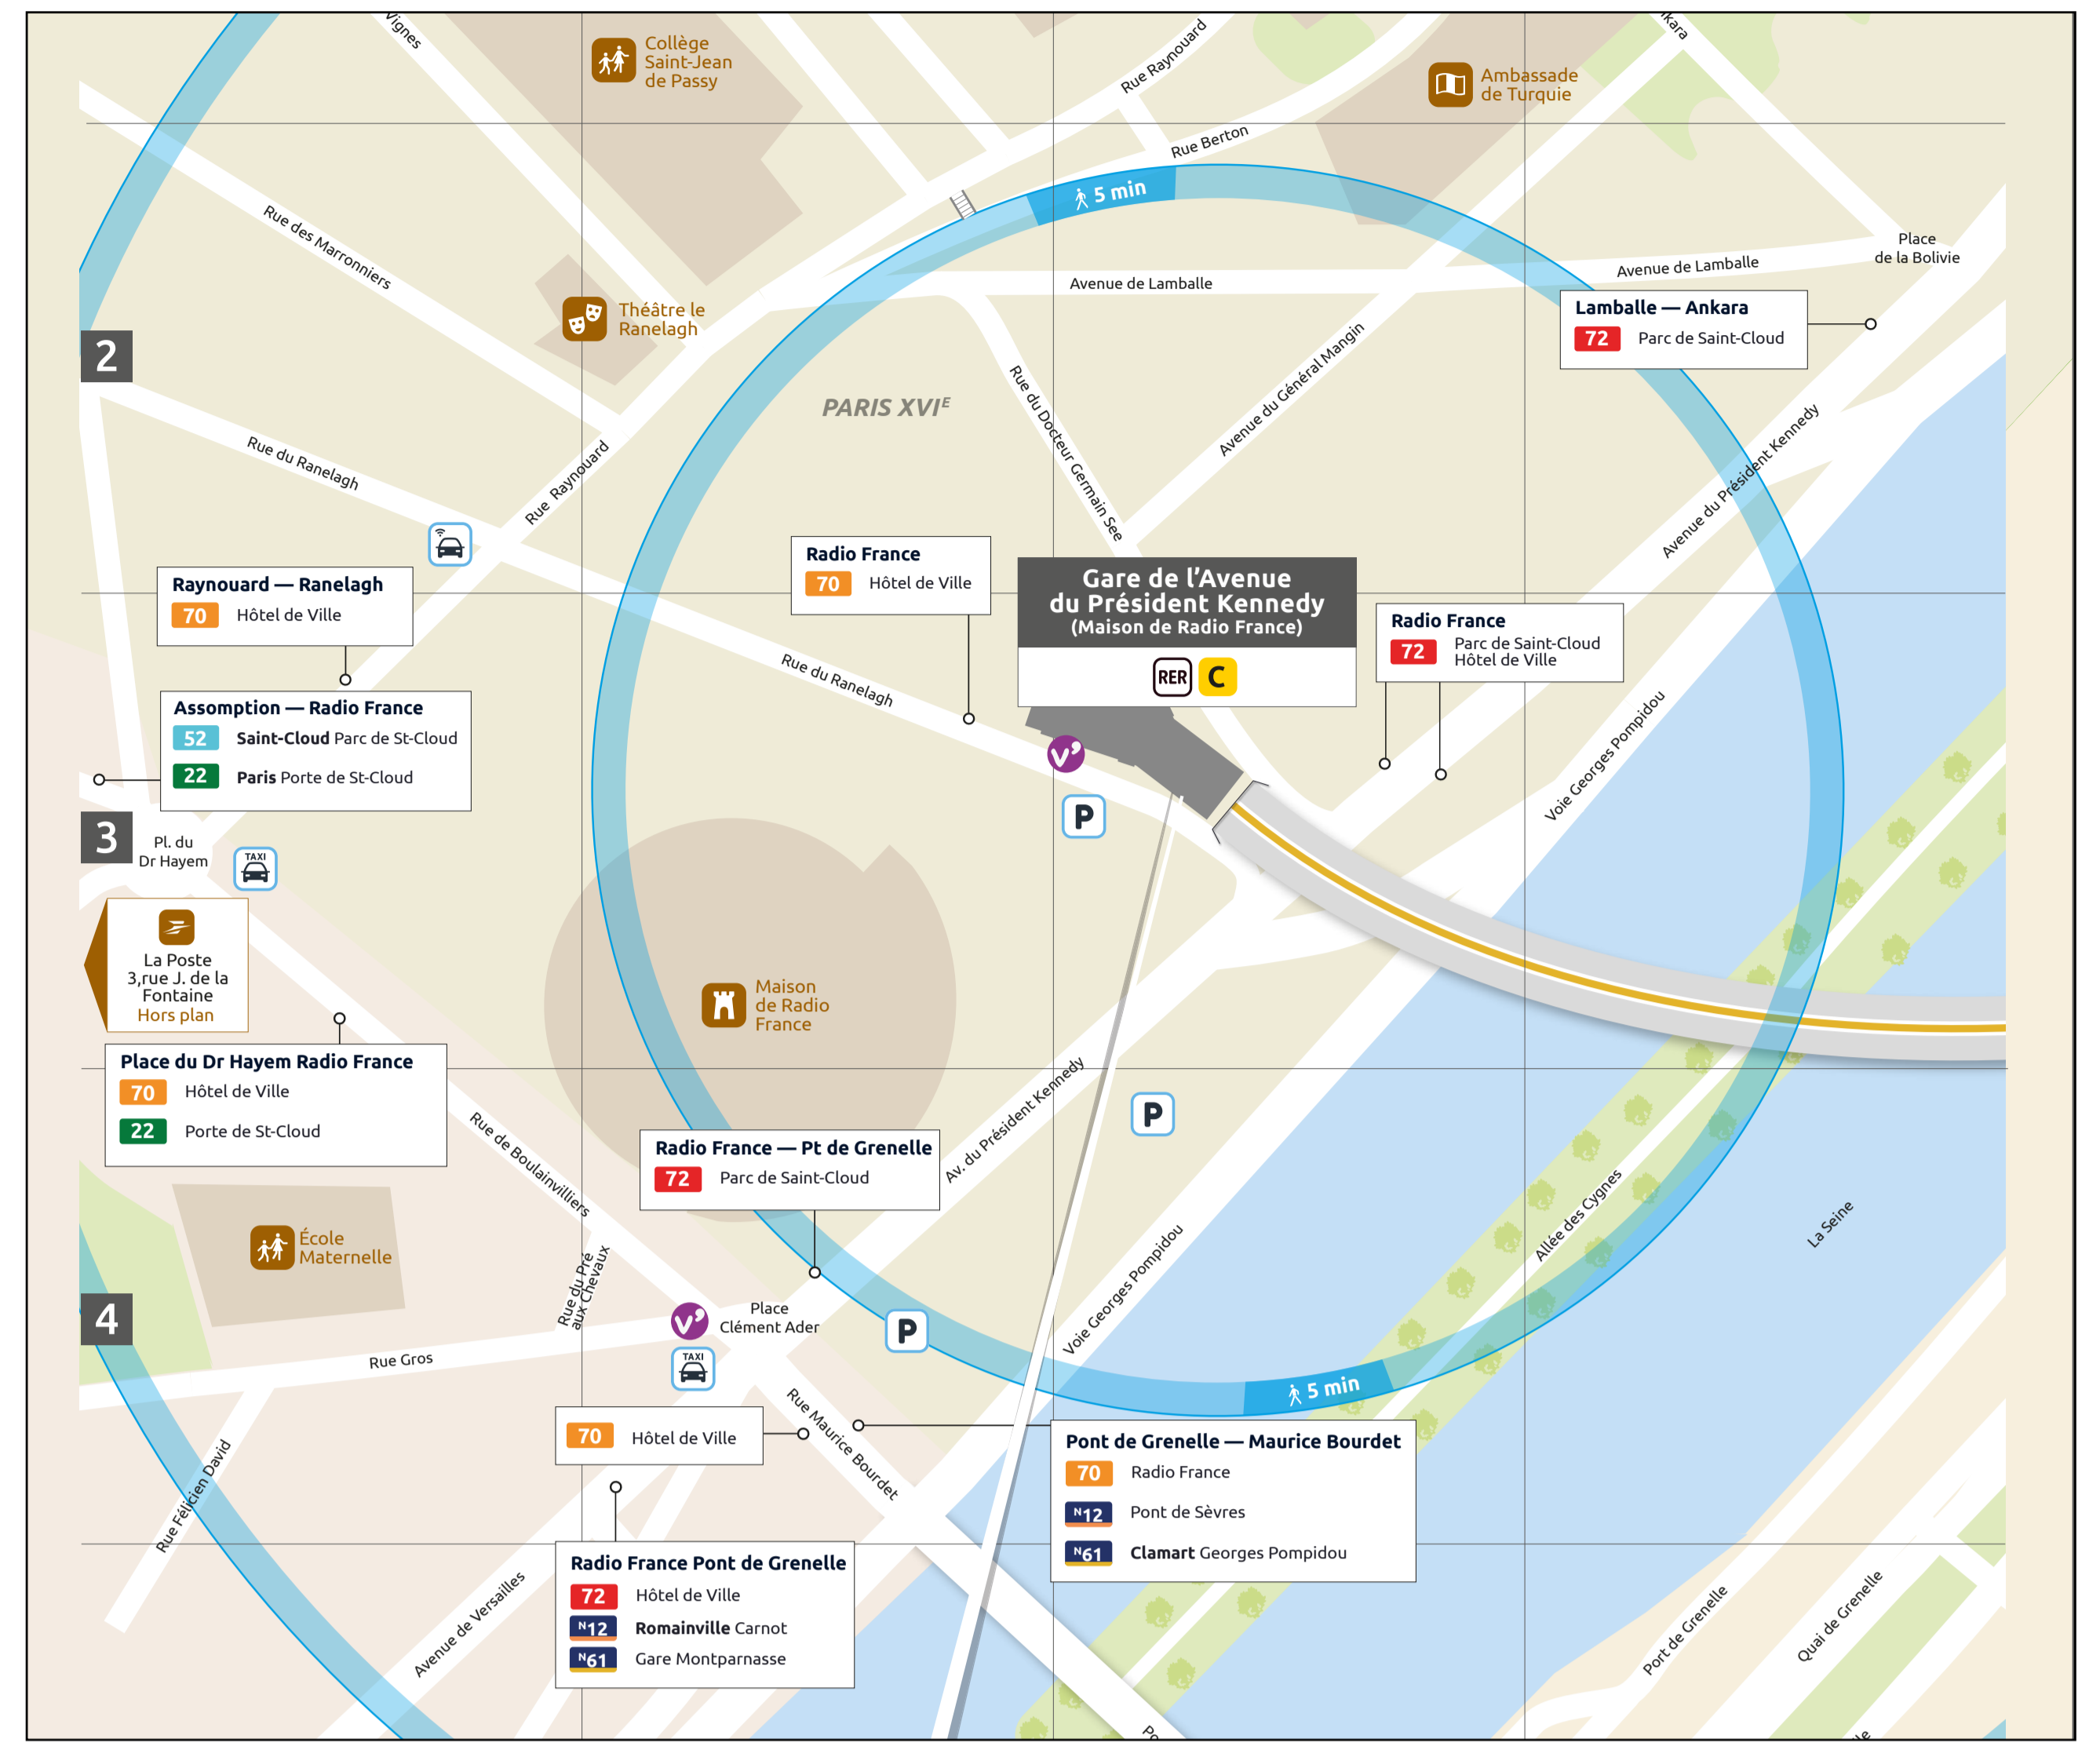 Vignes
Collège
Saint-Jean
de Passy
Rue Raynouard
Ambassade
de Turquie
Rue Berton
5 min
Rue des Marronniers
Théâtre le
Ranelagh
Avenue de Lamballe
Avenue de Lamballe
Place
de la Bolivie
Lamballe — Ankara
72 Parc de Saint-Cloud
2
PARIS XVIE
Rue du Docteur Germain See
Avenue du Général Mangin
Avenue du Président Kennedy
Rue du Ranelagh
Rue Raynouard
Raynouard — Ranelagh
70 Hôtel de Ville
Radio France
70 Hôtel de Ville
Gare de l’Avenue
du Président Kennedy
(Maison de Radio France)
RER C
Radio France
72 Parc de Saint-Cloud
Hôtel de Ville
Rue du Ranelagh
Assomption — Radio France
52 Saint-Cloud Parc de St-Cloud
22 Paris Porte de St-Cloud
Voie Georges Pompidou
V’
P
3
Pl. du
Dr Hayem
TAXI
La Poste
3,rue J. de la
Fontaine
Hors plan
Maison
de Radio
France
Place du Dr Hayem Radio France
70 Hôtel de Ville
22 Porte de St-Cloud
Rue de Boulainvilliers
Av. du Président Kennedy
P
Radio France — Pt de Grenelle
72 Parc de Saint-Cloud
Allée des Cygnes
La Seine
École
Maternelle
Rue du Pré
aux Chevaux
Voie Georges Pompidou
4
V’
Place
Clément Ader
P
TAXI
Rue Gros
5 min
Rue Maurice Bourdet
70 Hôtel de Ville
Pont de Grenelle — Maurice Bourdet
70 Radio France
N12 Pont de Sèvres
N61 Clamart Georges Pompidou
Rue Félicien David
Avenue de Versailles
Radio France Pont de Grenelle
72 Hôtel de Ville
N12 Romainville Carnot
N61 Gare Montparnasse
Port de Grenelle
Quai de Grenelle